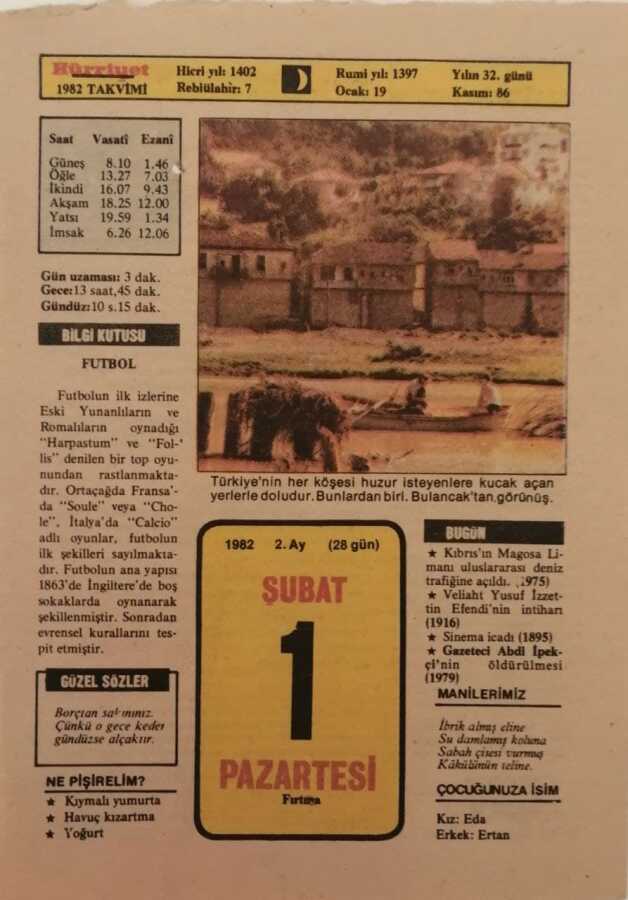 Hürriyet
1982 TAKVİMİ
Hicri yıl: 1402
Rebiülahir: 7
Rumi yıl: 1397
Ocak: 19
Yılın 32. günü
Kasım: 86
Saat Vasatî Ezanî
Güneş 8.10 1.46
Öğle 13.27 7.03
İkindi 16.07 9.43
Akşam 18.25 12.00
Yatsı 19.59 1.34
İmsak 6.26 12.06
Gün uzaması: 3 dak.
Gece:13 saat,45 dak.
Gündüz:10 s.15 dak.
BİLGİ KUTUSU
FUTBOL
Futbolun ilk izlerine
Eski Yunanlıların ve
Romalıların oynadığı
"Harpastum" ve "Fol-
lis" denilen bir top oyu-
nundan rastlanmakta-
dır. Ortaçağda Fransa'-
da "Soule" veya "Cho-
le", İtalya'da "Calcio"
adlı oyunlar, futbolun
ilk şekilleri sayılmakta-
dır. Futbolun ana yapısı
1863'de İngiltere'de boş
sokaklarda oynanarak
şekillenmiştir. Sonradan
evrensel kurallarını tes-
pit etmiştir.
GÜZEL SÖZLER
Borçtan sakınınız.
Çünkü o gece keder
gündüzse alçaktır.
NE PİŞİRELİM?
★ Kıymalı yumurta
★ Havuç kızartma
★ Yoğurt
Türkiye'nin her köşesi huzur isteyenlere kucak açan
yerlerle doludur.Bunlardan biri. Bulancak'tan.görünüş.
1982 2. Ay (28 gün)
ŞUBAT
1
PAZARTESİ
Fırtına
BUGÜN
★ Kıbrıs'ın Magosa Li-
manı uluslararası deniz
trafiğine açıldı. (1975)
★ Veliaht Yusuf İzzet-
tin Efendi'nin intiharı
(1916)
★ Sinema icadı (1895)
★ Gazeteci Abdi İpek-
çi'nin öldürülmesi
(1979)
MANİLERİMİZ
İbrik almış eline
Su damlamış koluna
Sabah çisesi vurmuş
Kâkülünün teline.
ÇOCUĞUNUZA İSİM
Kız: Eda
Erkek: Ertan